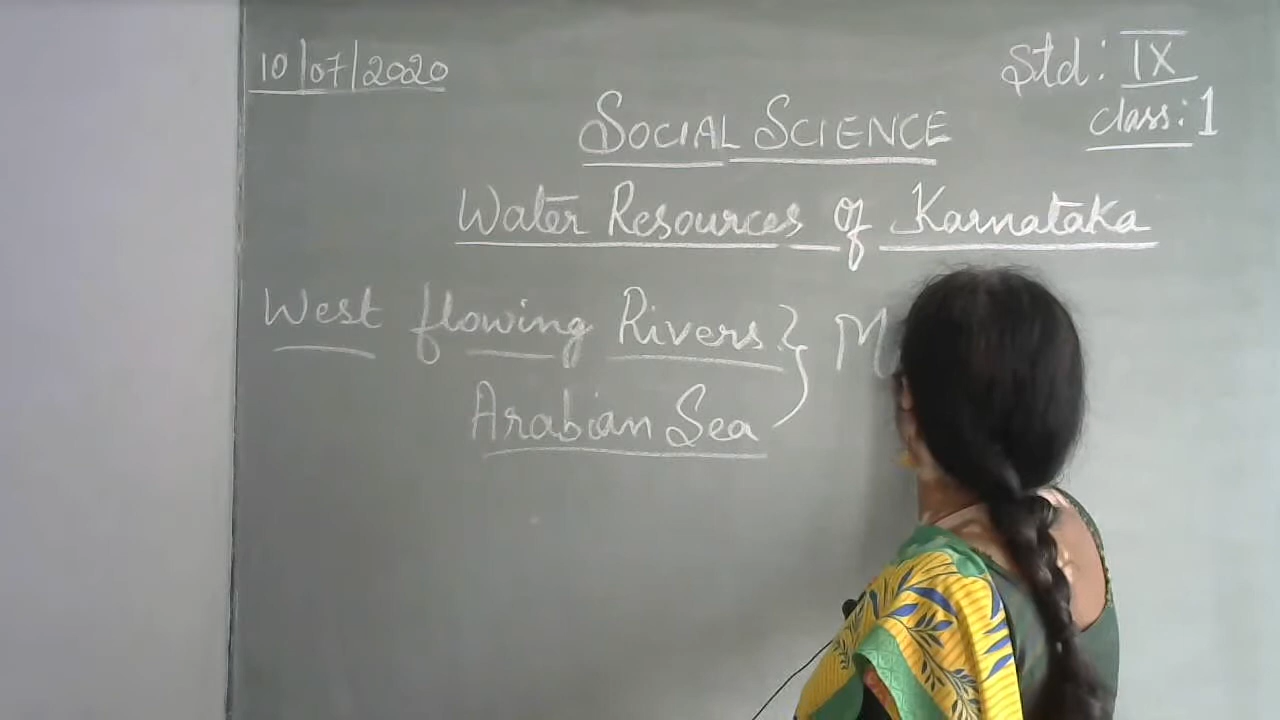 10/07/2020
Std: IX
class: 1
SOCIAL SCIENCE
Water Resources of Karnataka
West flowing Rivers } M
Arabian Sea